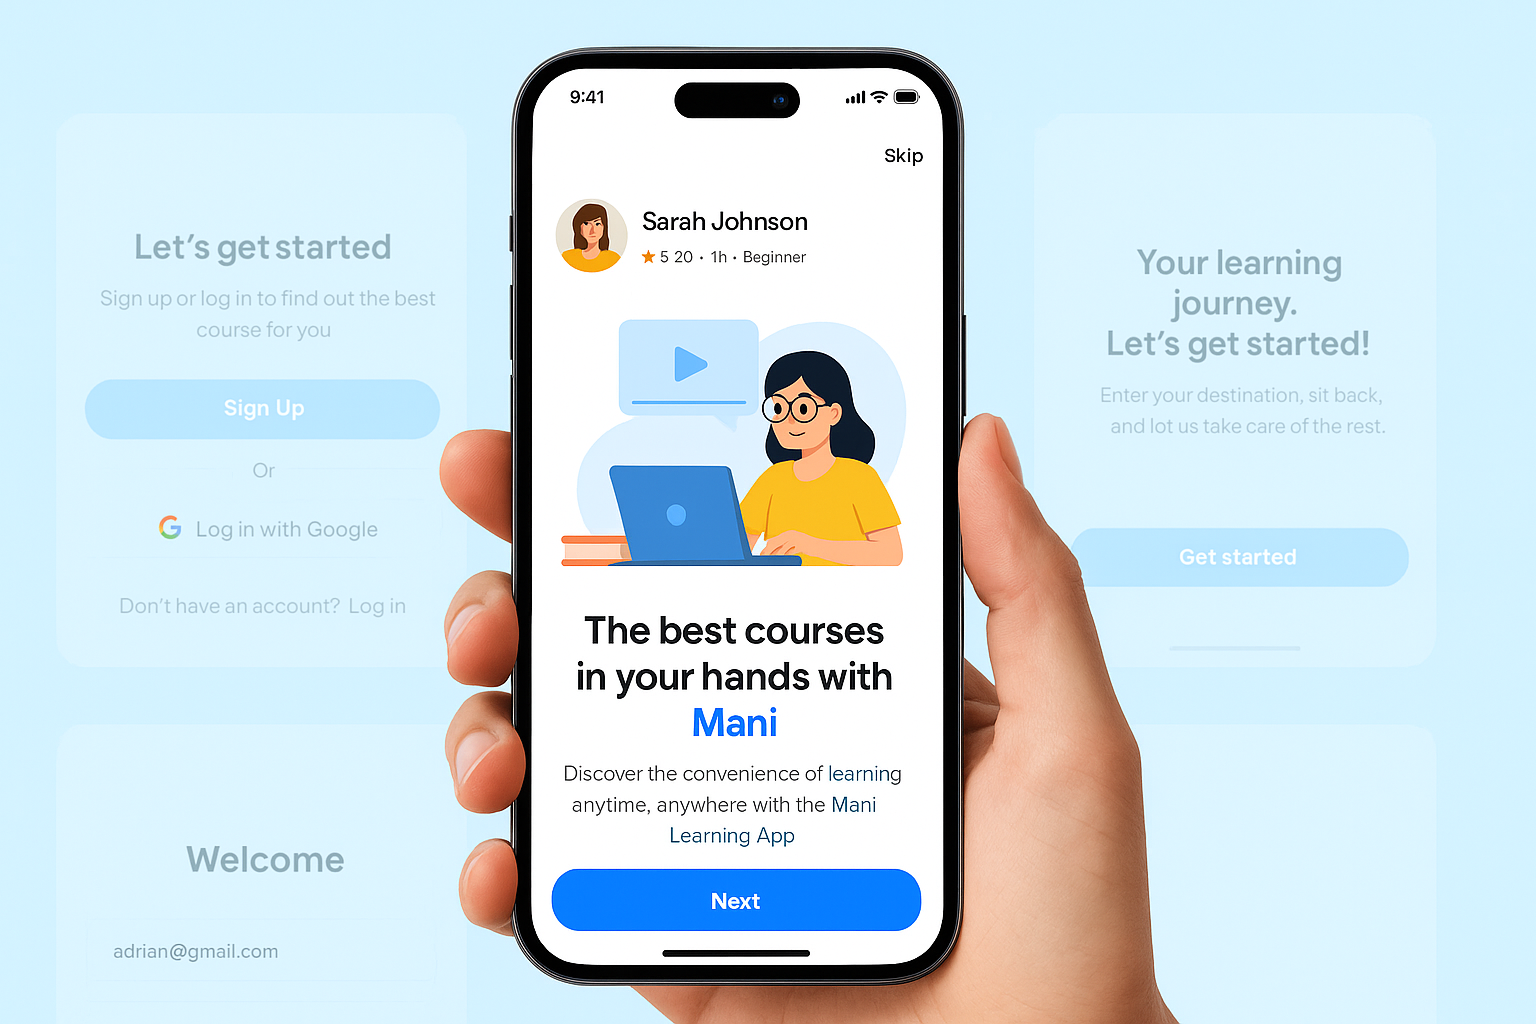 9:41
Skip
Sarah Johnson
5 20 · 1h · Beginner
The best courses
in your hands with
Mani
Discover the convenience of learning
anytime, anywhere with the Mani
Learning App
Next
Let's get started
Sign up or log in to find out the best
course for you
Sign Up
Or
Log in with Google
Don't have an account? Log in
Welcome
adrian@gmail.com
Your learning
journey.
Let's get started!
Enter your destination, sit back,
and lot us take care of the rest.
Get started